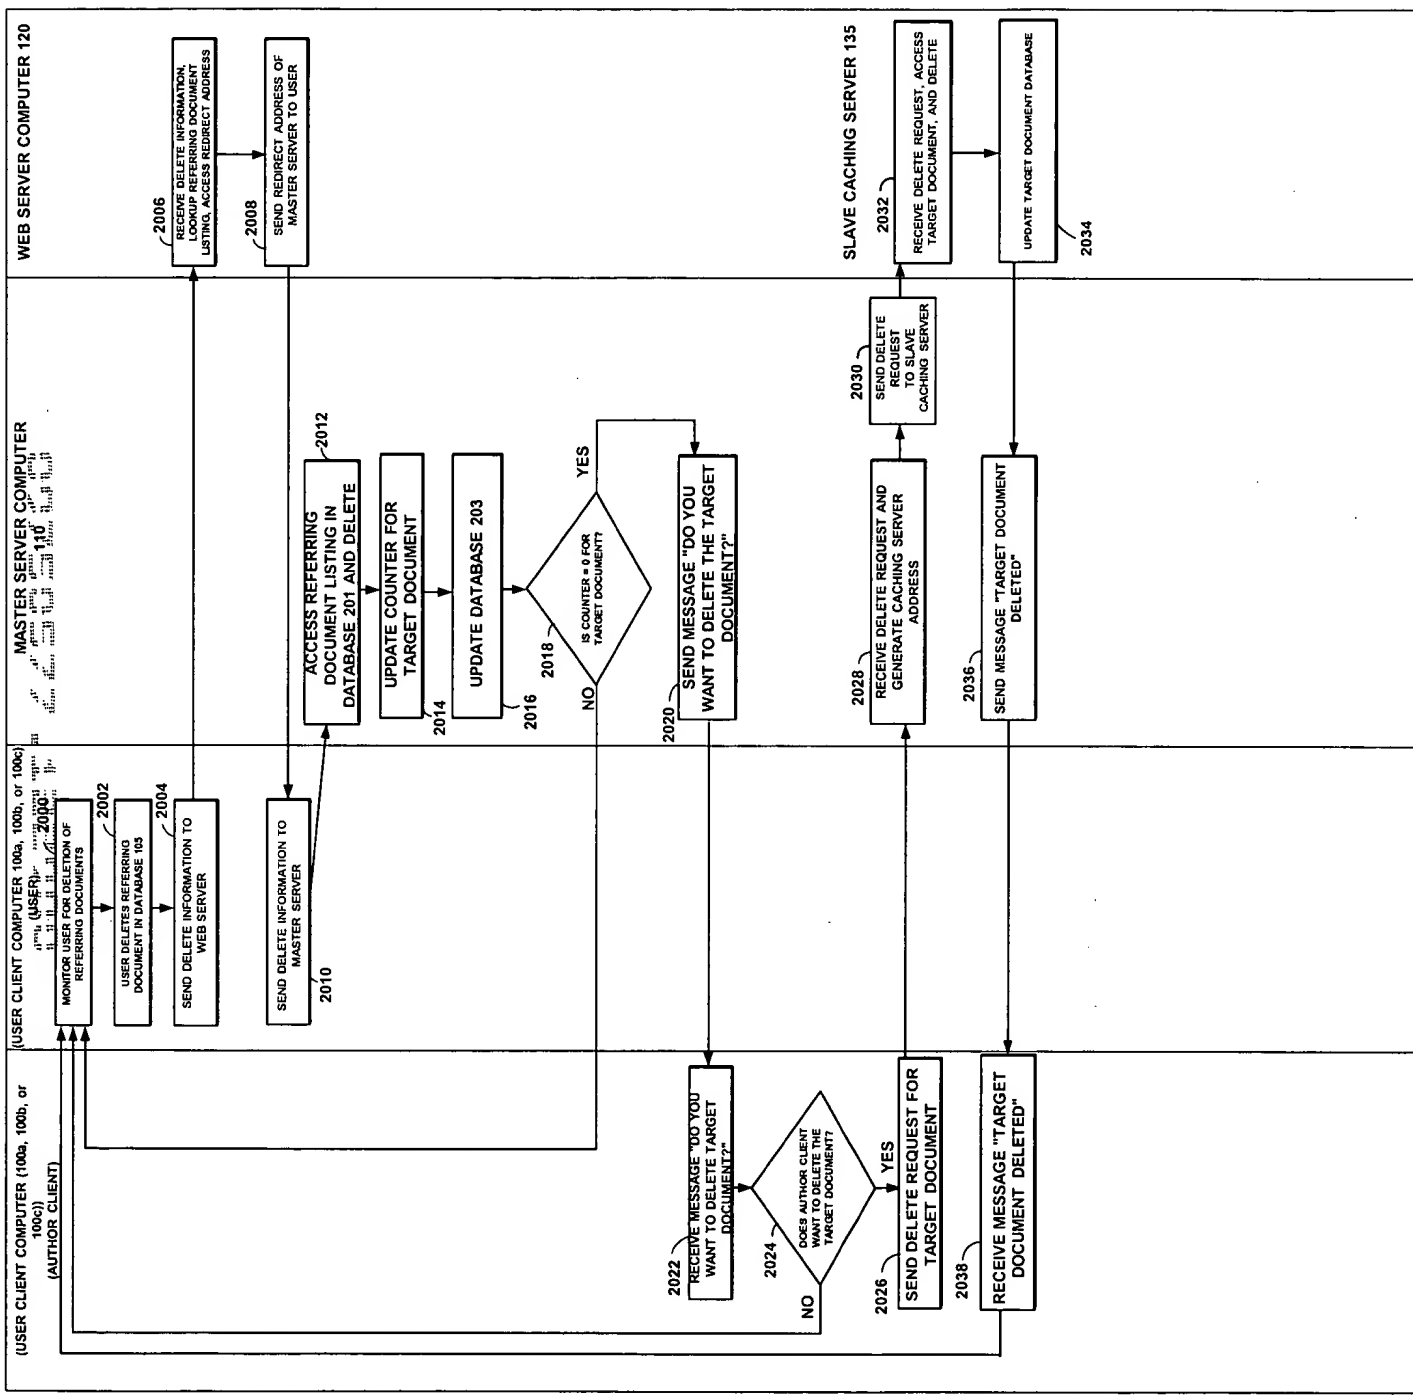 (USER CLIENT COMPUTER (100a, 100b, or
100c))
(AUTHOR CLIENT)
(USER CLIENT COMPUTER 100a, 100b, or 100c)
(USER)
MASTER SERVER COMPUTER
110
WEB SERVER COMPUTER 120
2000
MONITOR USER FOR DELETION OF
REFERRING DOCUMENTS
2002
USER DELETES REFERRING
DOCUMENT IN DATABASE 105
2004
SEND DELETE INFORMATION TO
WEB SERVER
2006
RECEIVE DELETE INFORMATION,
LOOKUP REFERRING DOCUMENT
LISTING, ACCESS REDIRECT ADDRESS
2008
SEND REDIRECT ADDRESS OF
MASTER SERVER TO USER
SEND DELETE INFORMATION TO
MASTER SERVER
2010
2012
ACCESS REFERRING
DOCUMENT LISTING IN
DATABASE 201 AND DELETE
UPDATE COUNTER FOR
TARGET DOCUMENT
2014
UPDATE DATABASE 203
2016
IS COUNTER = 0 FOR
TARGET DOCUMENT?
2018
NO
YES
2020
SEND MESSAGE "DO YOU
WANT TO DELETE THE TARGET
DOCUMENT?"
2022
RECEIVE MESSAGE "DO YOU
WANT TO DELETE TARGET
DOCUMENT?"
2024
DOES AUTHOR CLIENT
WANT TO DELETE THE
TARGET DOCUMENT?
NO
YES
2026
SEND DELETE REQUEST FOR
TARGET DOCUMENT
2028
RECEIVE DELETE REQUEST AND
GENERATE CACHING SERVER
ADDRESS
2030
SEND DELETE
REQUEST
TO SLAVE
CACHING SERVER
SLAVE CACHING SERVER 135
2032
RECEIVE DELETE REQUEST, ACCESS
TARGET DOCUMENT, AND DELETE
UPDATE TARGET DOCUMENT DATABASE
2034
2036
SEND MESSAGE "TARGET DOCUMENT
DELETED"
2038
RECEIVE MESSAGE "TARGET
DOCUMENT DELETED"